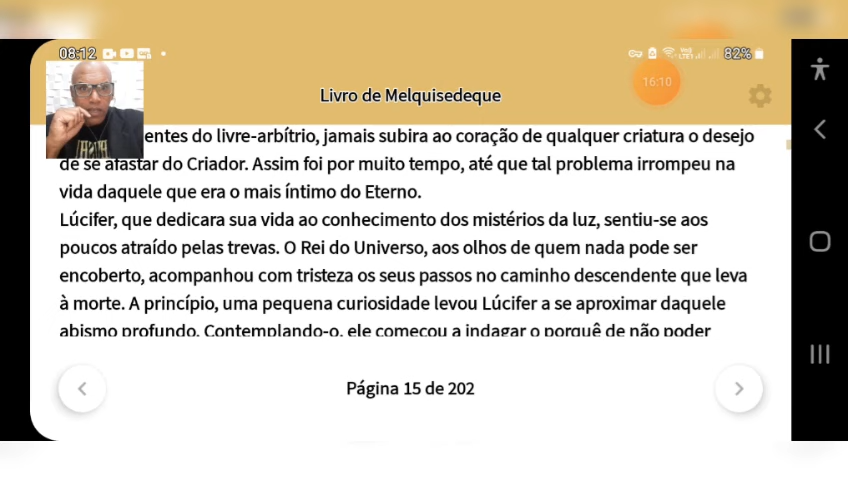 08:12
82%
16:10
Livro de Melquisedeque
entes do livre-arbítrio, jamais subira ao coração de qualquer criatura o desejo
de se afastar do Criador. Assim foi por muito tempo, até que tal problema irrompeu na
vida daquele que era o mais íntimo do Eterno.
Lúcifer, que dedicara sua vida ao conhecimento dos mistérios da luz, sentiu-se aos
poucos atraído pelas trevas. O Rei do Universo, aos olhos de quem nada pode ser
encoberto, acompanhou com tristeza os seus passos no caminho descendente que leva
à morte. A princípio, uma pequena curiosidade levou Lúcifer a se aproximar daquele
abismo profundo. Contemplando-o, ele começou a indagar o porquê de não poder
Página 15 de 202